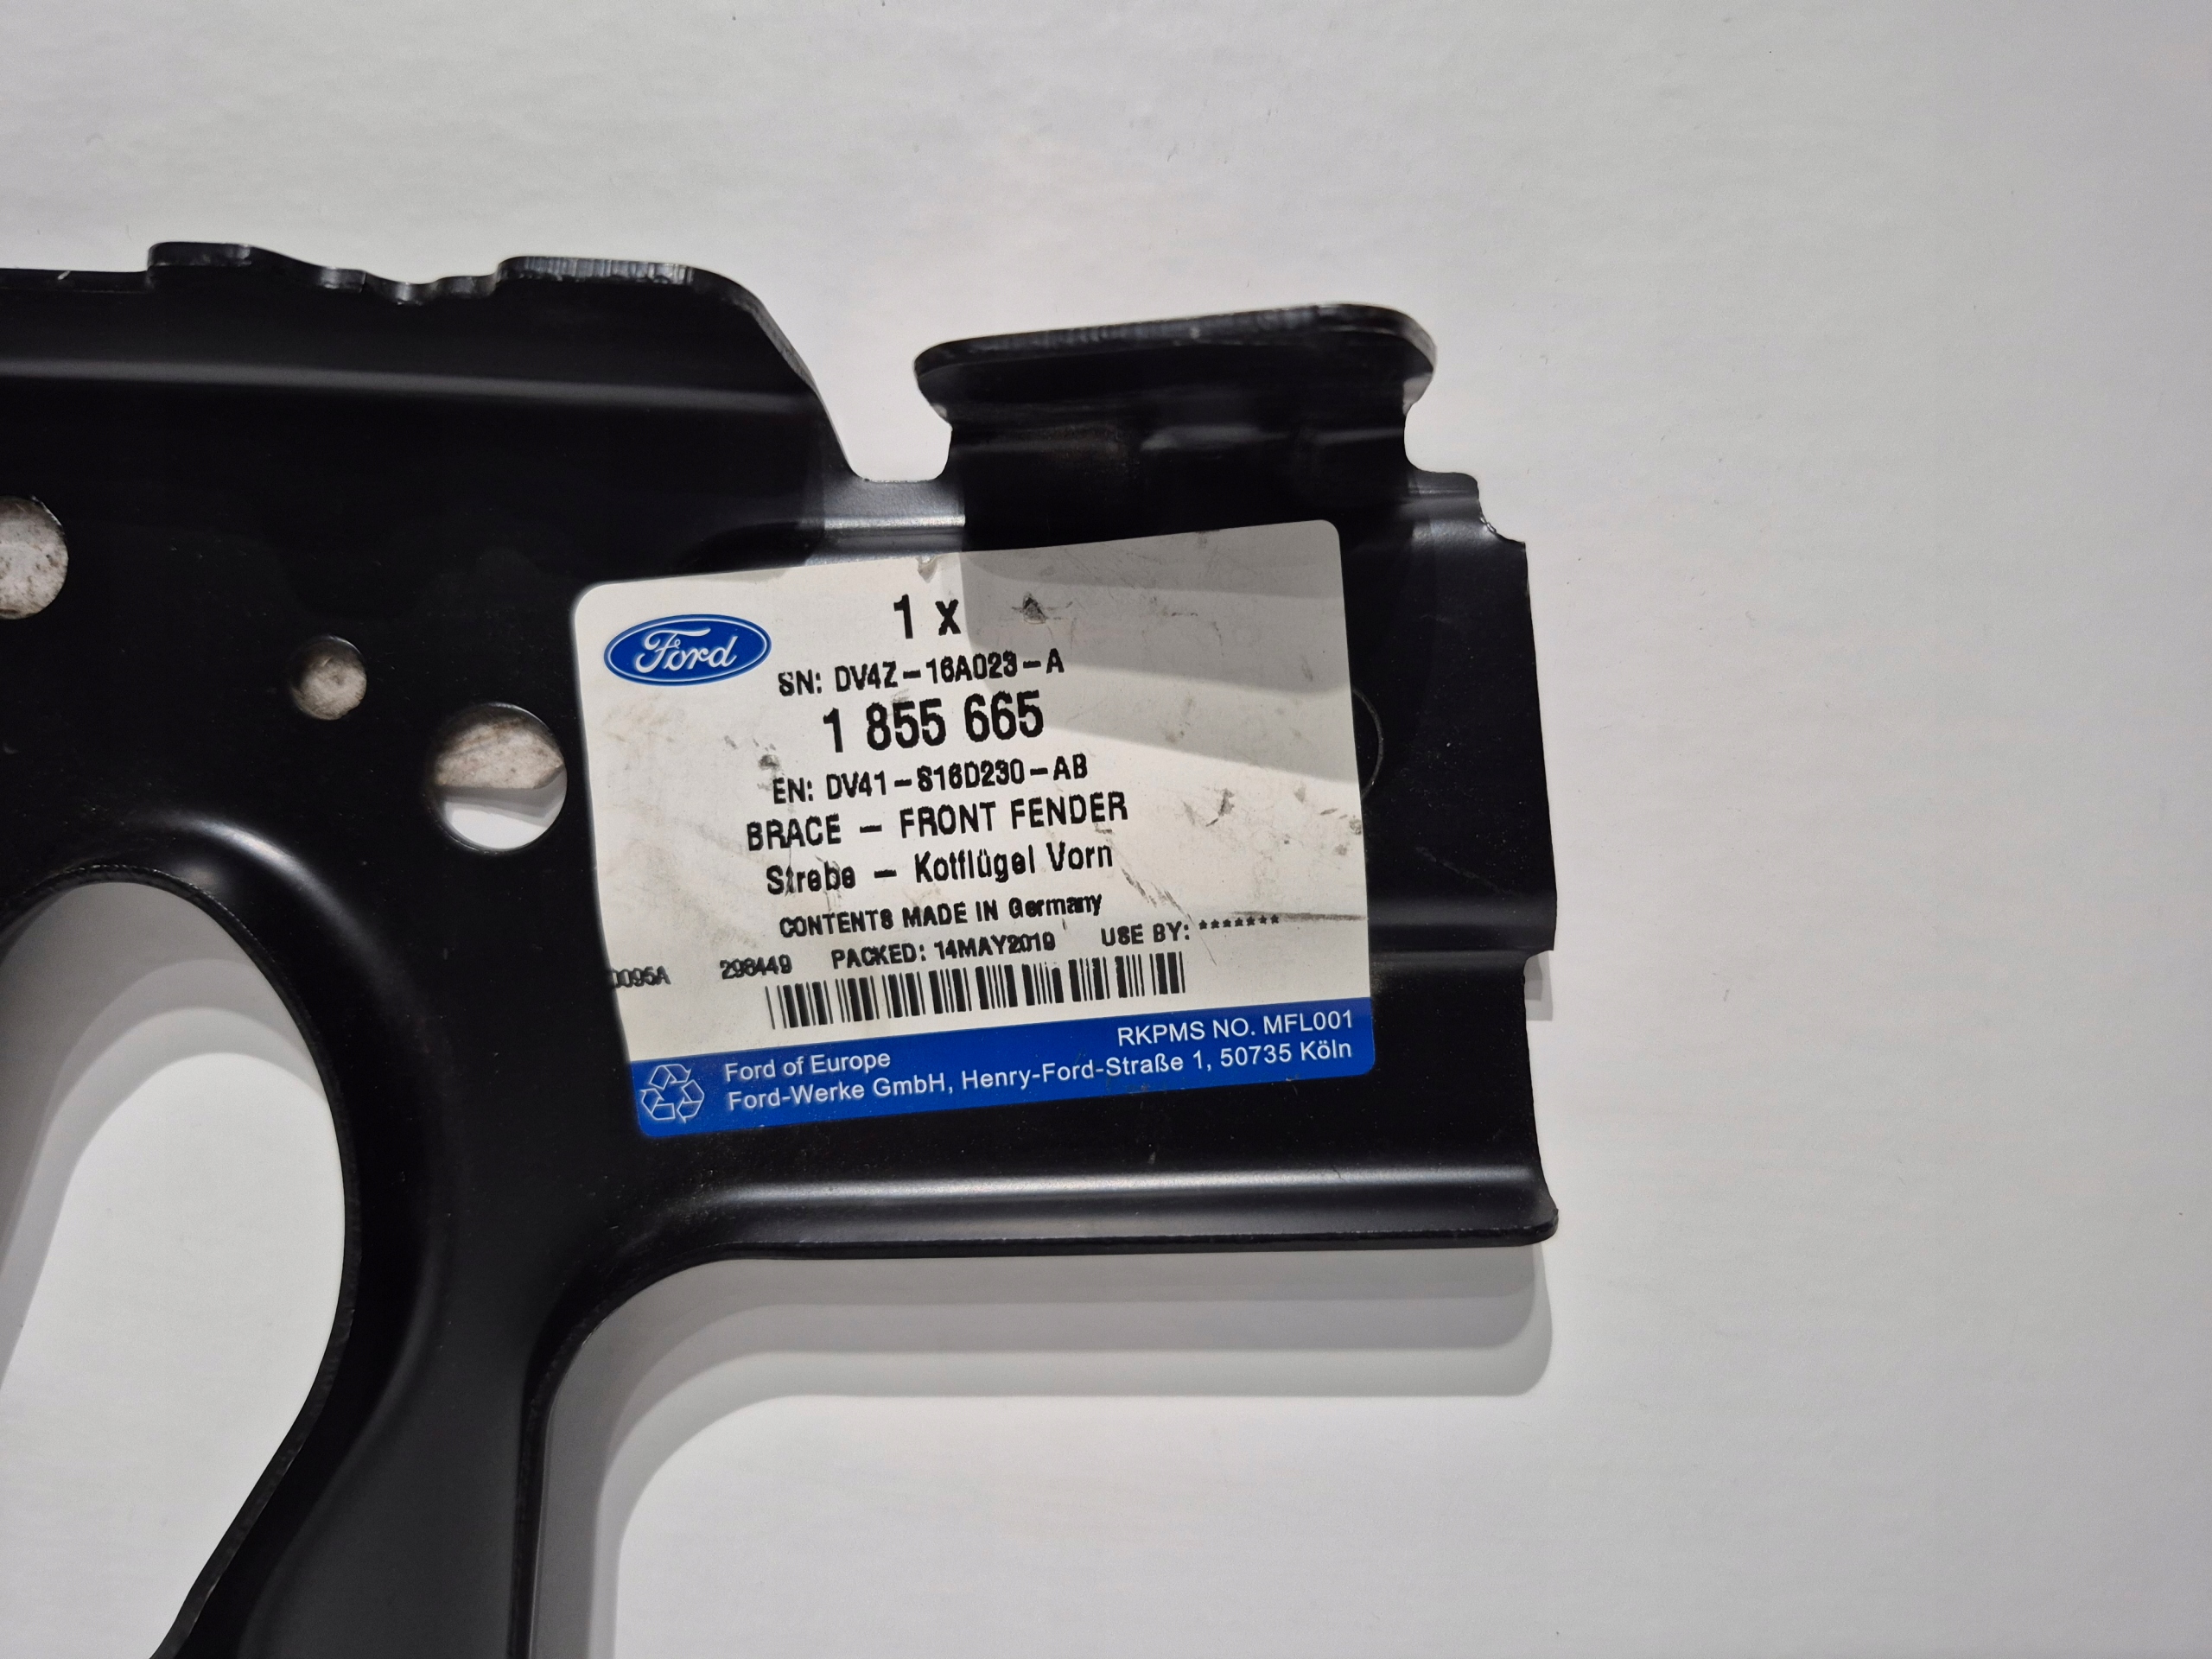 Ford
1 x
SN: DV4Z-16A023-A
1 855 665
EN: DV41-S16D230-AB
BRACE - FRONT FENDER
Strebe - Kotflügel Vorn
CONTENTS MADE IN Germany
PACKED: 14MAY2019 USE BY: *******
0095A 298449
RKPMS NO. MFL001
Ford of Europe
Ford-Werke GmbH, Henry-Ford-Straße 1, 50735 Köln